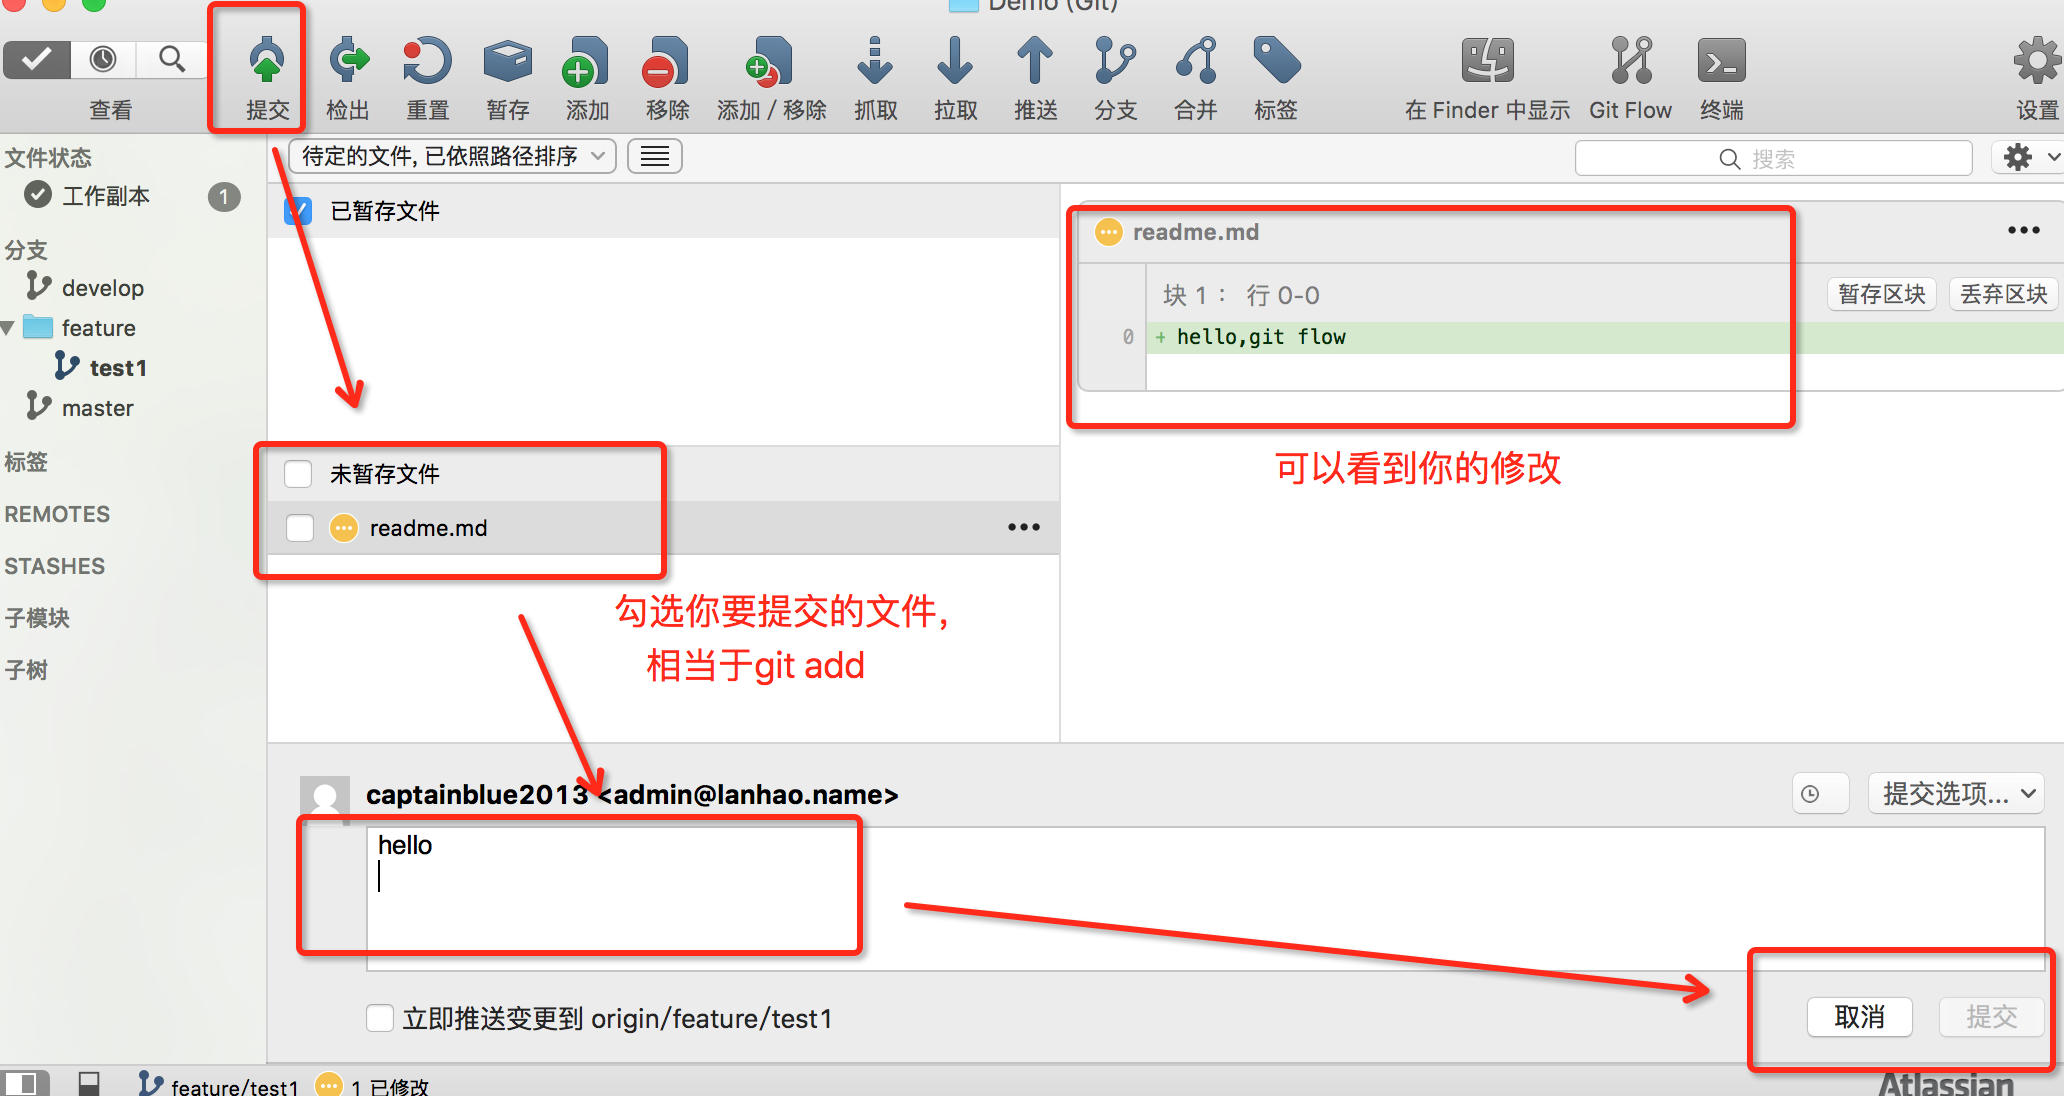 Demo (Git)
查看
提交
检出
重置
暂存
添加
移除
添加 / 移除
抓取
拉取
推送
分支
合并
标签
在 Finder 中显示
Git Flow
终端
设置
文件状态
工作副本
1
分支
develop
feature
test1
master
标签
REMOTES
STASHES
子模块
子树
待定的文件, 已依照路径排序
搜索
已暂存文件
未暂存文件
readme.md
勾选你要提交的文件,
相当于git add
readme.md
块 1： 行 0-0
暂存区块
丢弃区块
0 + hello,git flow
可以看到你的修改
captainblue2013 <admin@lanhao.name>
提交选项...
hello
立即推送变更到 origin/feature/test1
取消
提交
feature/test1
1 已修改
Atlassian